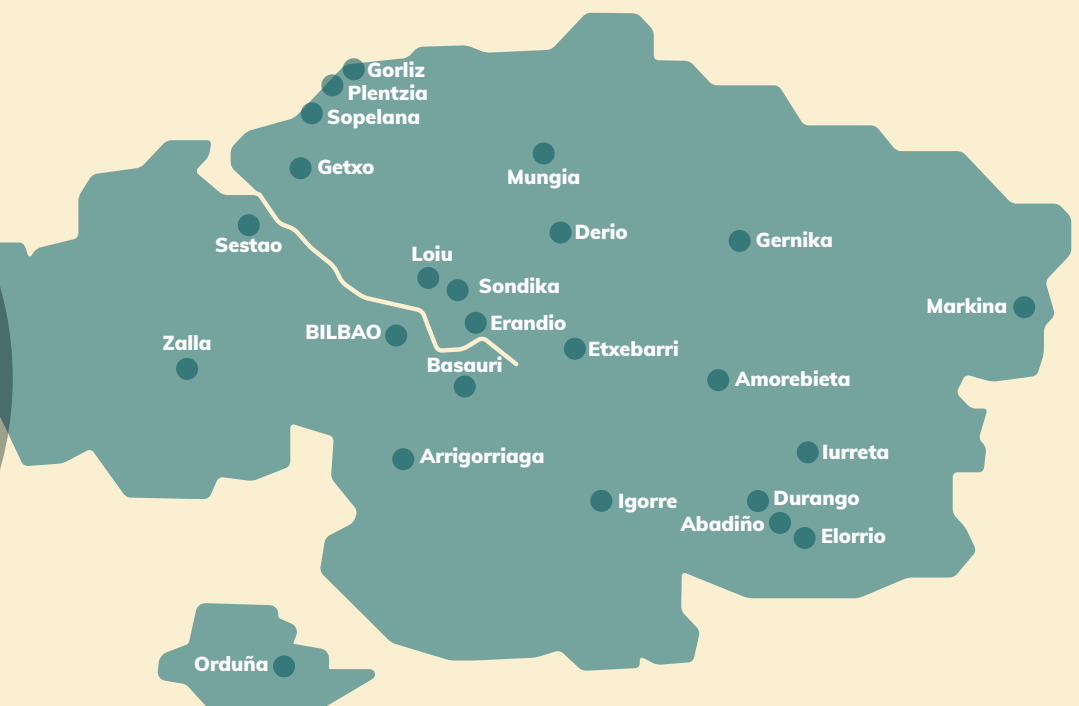 Gorliz
Plentzia
Sopelana
Getxo
Mungia
Sestao
Derio
Gernika
Loiu
Sondika
Markina
Erandio
BILBAO
Zalla
Etxebarri
Basauri
Amorebieta
Arrigorriaga
Iurreta
Igorre
Durango
Abadiño
Elorrio
Orduña